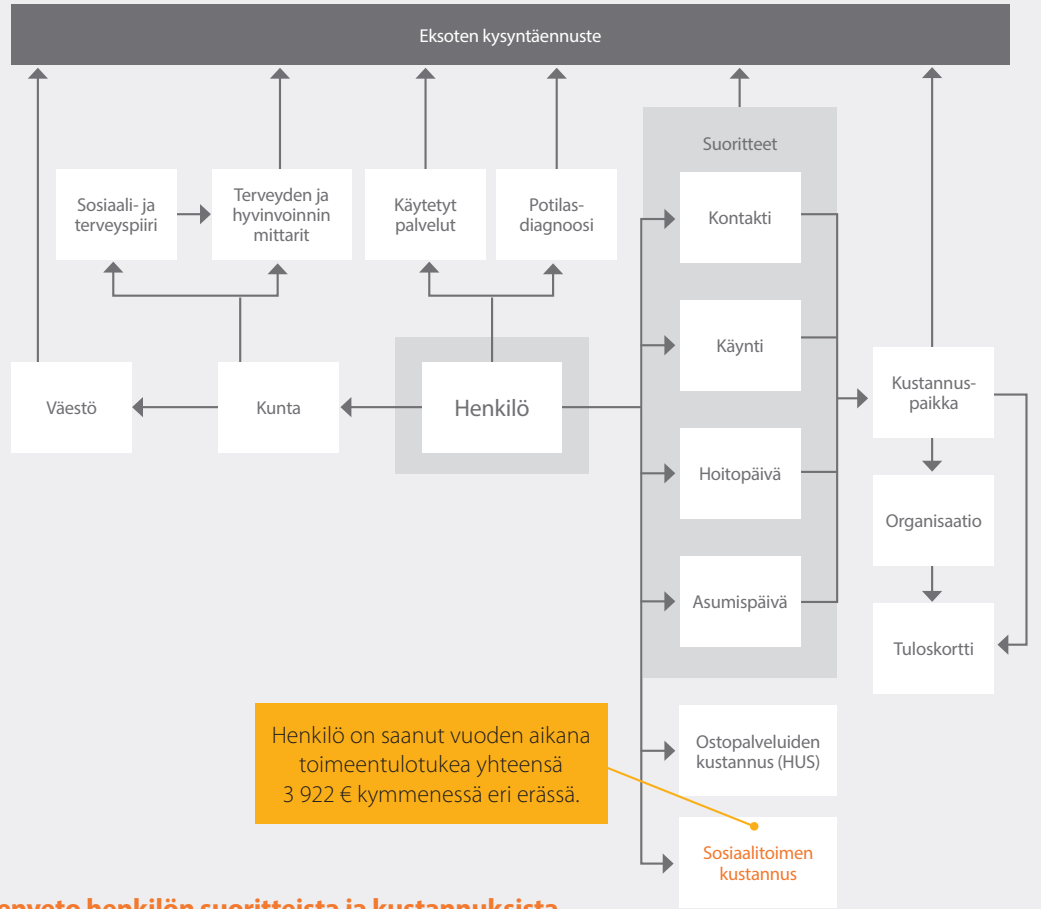 Eksoten kysyntäennuste
Suoritteet
Sosiaali- ja
terveyspiiri
Terveyden ja
hyvinvoinnin
mittarit
Käytetyt
palvelut
Potilas-
diagnoosi
Kontakti
Käynti
Väestö
Kunta
Henkilö
Kustannus-
paikka
Hoitopäivä
Organisaatio
Asumispäivä
Tuloskortti
Henkilö on saanut vuoden aikana
toimeentulotukea yhteensä
3 922 € kymmenessä eri erässä.
Ostopalveluiden
kustannus (HUS)
Sosiaalitoimen
kustannus